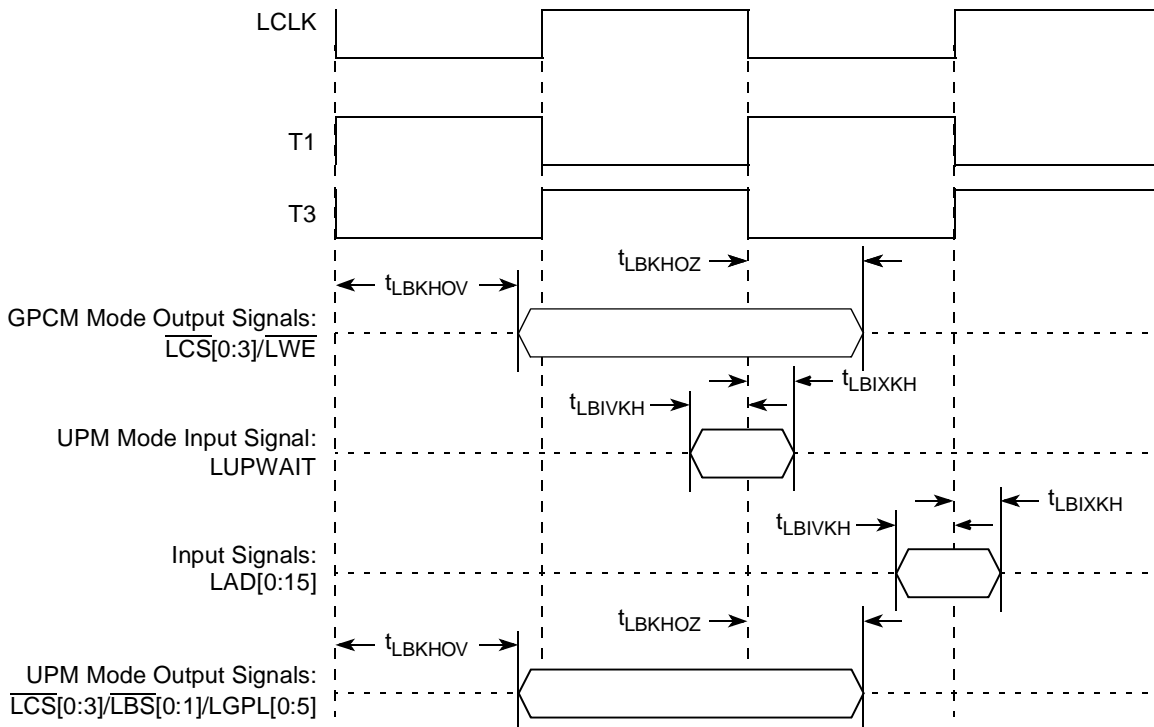 LCLK
T1
T3
tLBKHOZ
tLBKHOV
GPCM Mode Output Signals:
LCS[0:3]/LWE
tLBIXKH
tLBIVKH
UPM Mode Input Signal:
LUPWAIT
tLBIXKH
tLBIVKH
Input Signals:
LAD[0:15]
tLBKHOZ
tLBKHOV
UPM Mode Output Signals:
LCS[0:3]/LBS[0:1]/LGPL[0:5]